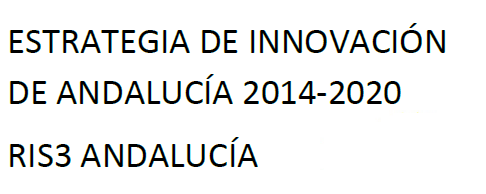 ESTRATEGIA DE INNOVACIÓN
DE ANDALUCÍA 2014-2020
RIS3 ANDALUCÍA